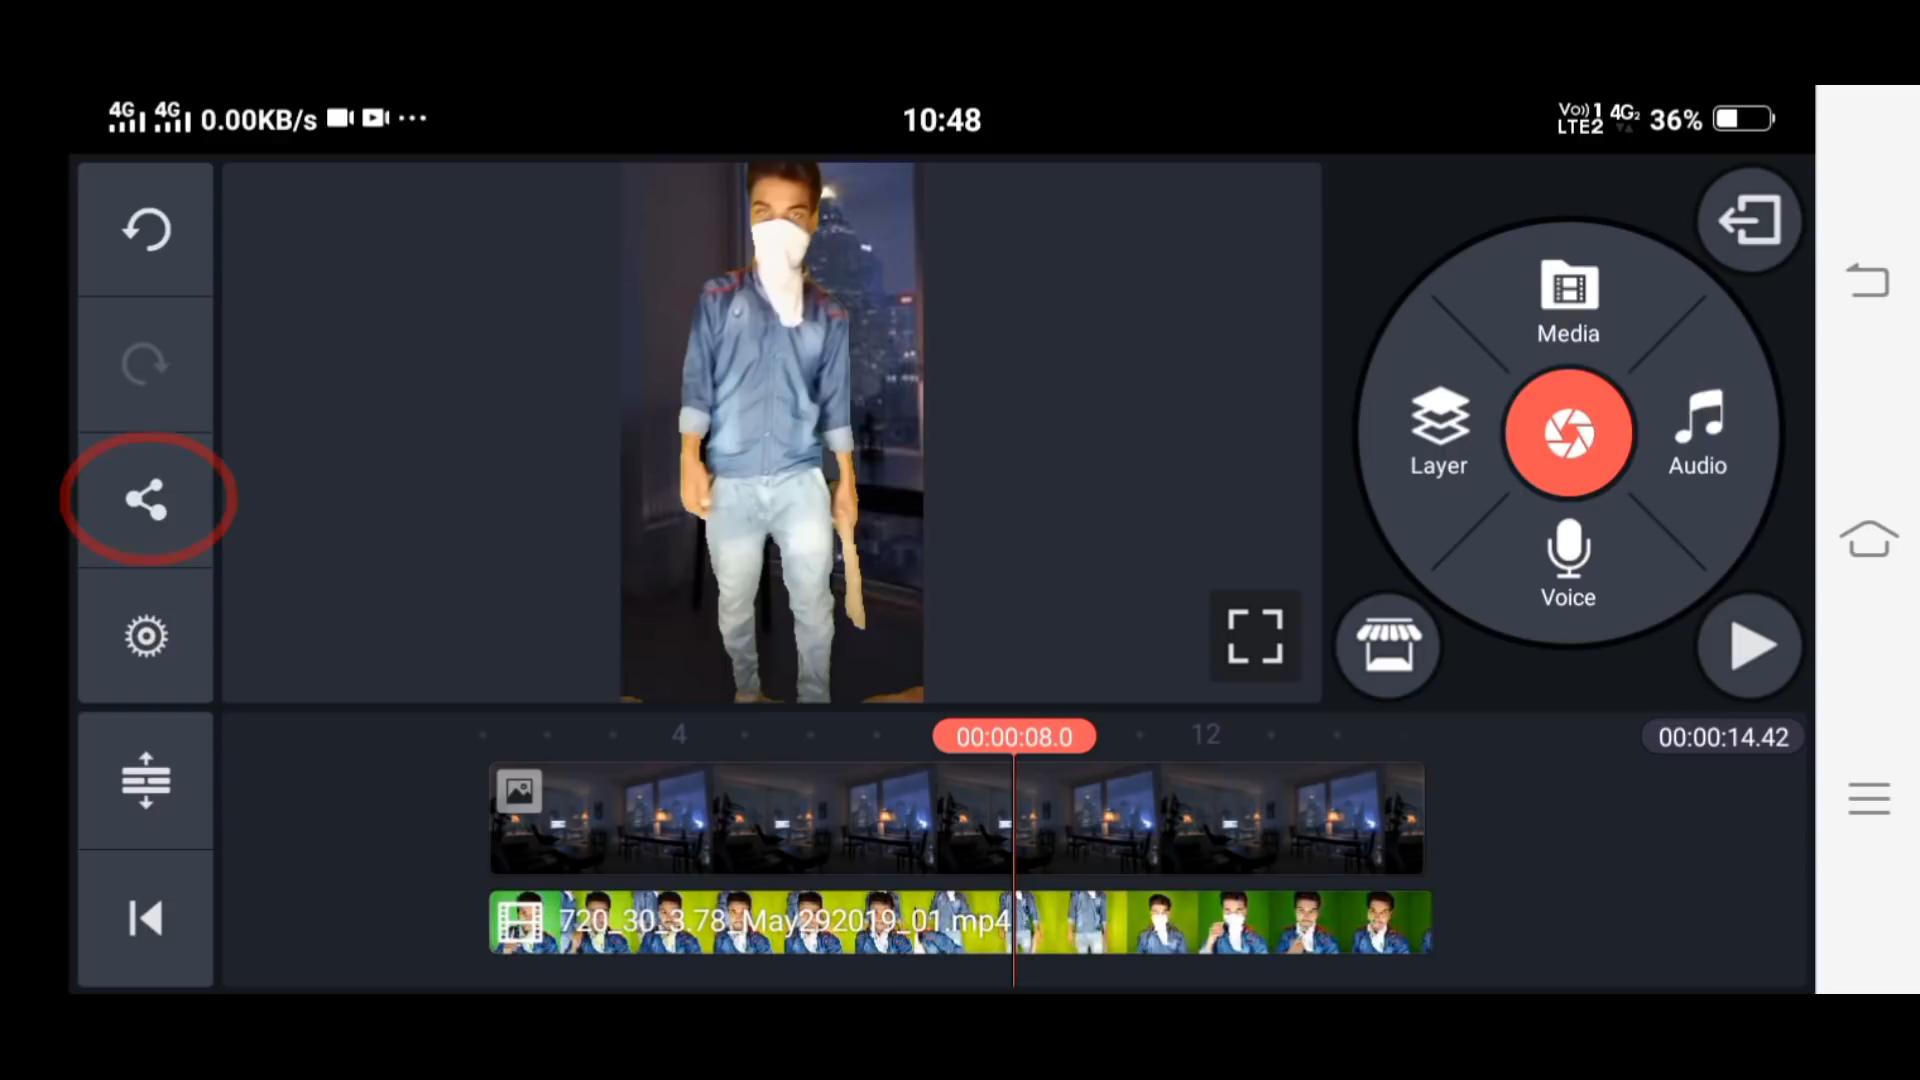 4G 4G 0.00KB/s
10:48
Vo)) 1 4G2 36%
LTE2
Media
Layer
Audio
Voice
4
00:00:08.0
12
00:00:14.42
720_30_3.78_May292019_01.mp4